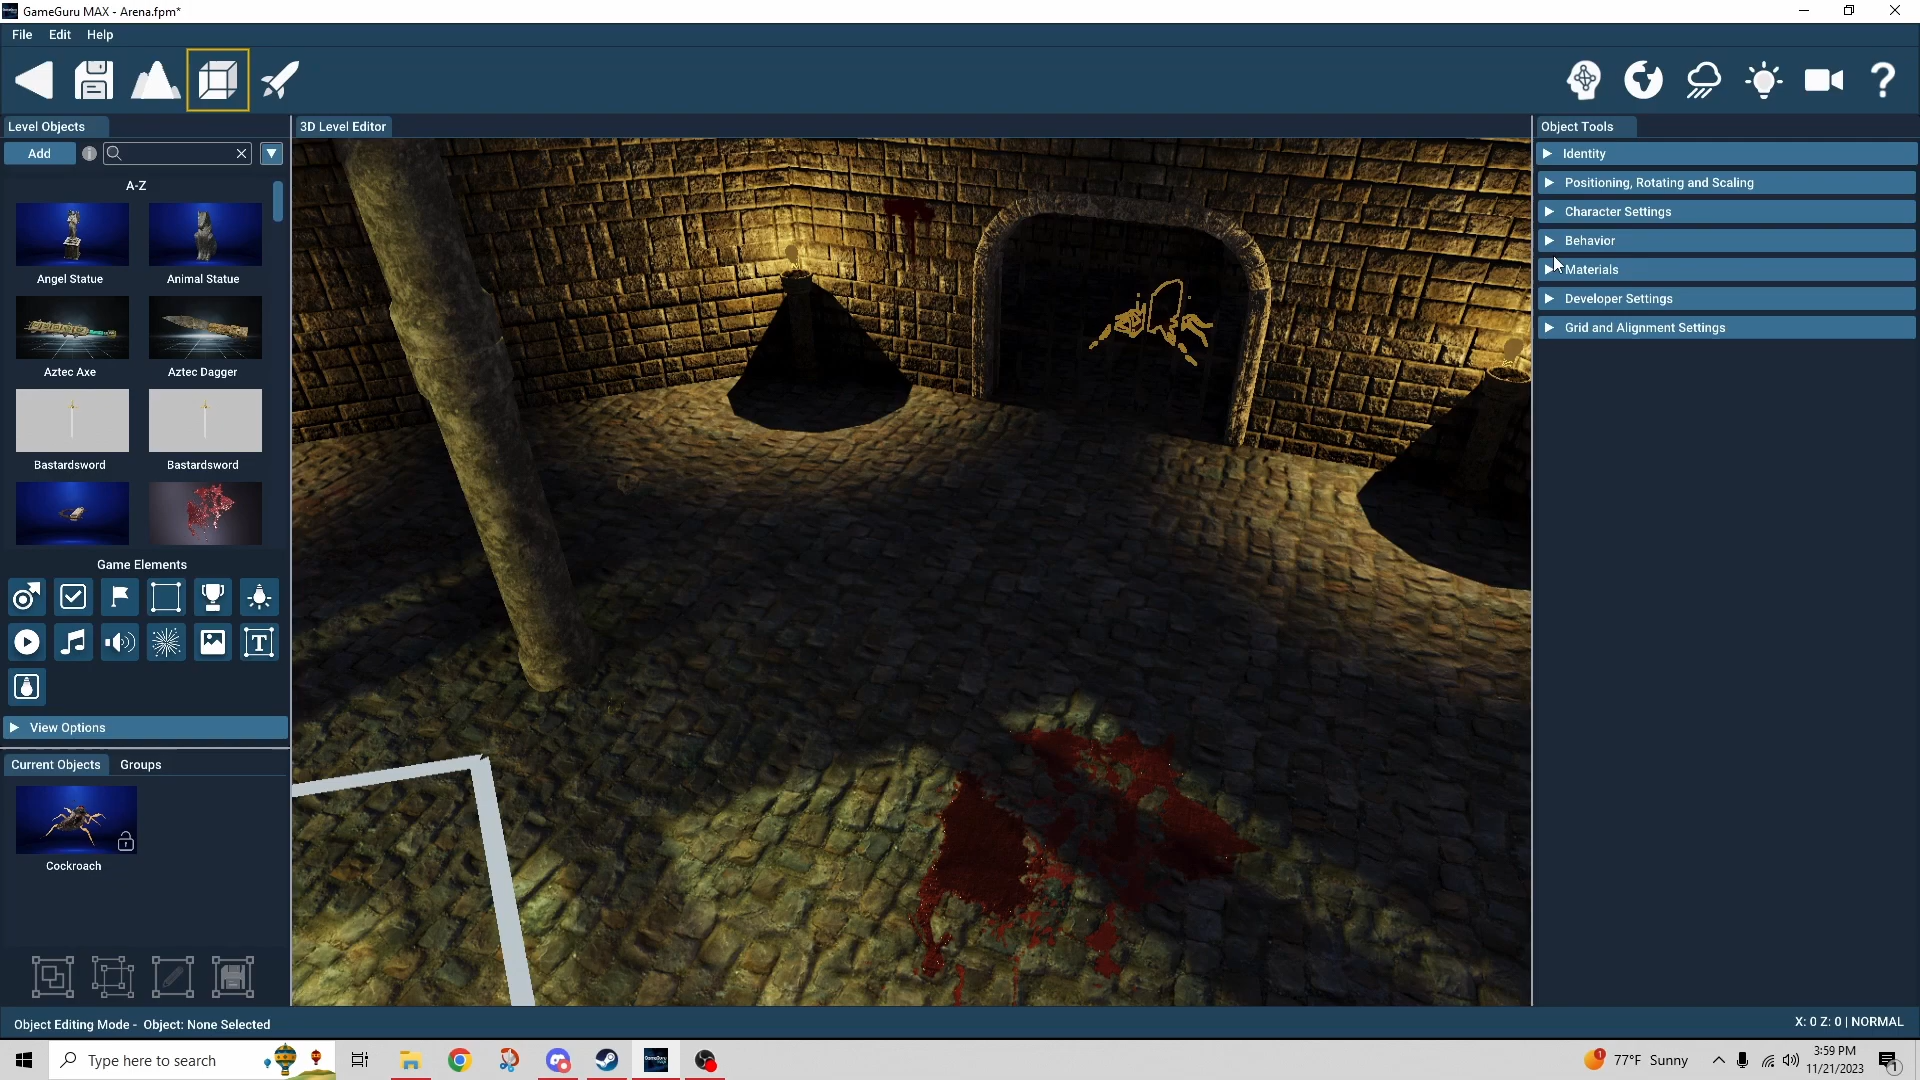 GameGuru MAX - Arena.fpm*
File Edit Help
Level Objects
3D Level Editor
Object Tools
Add
A-Z
Angel Statue
Animal Statue
Aztec Axe
Aztec Dagger
Bastardsword
Bastardsword
Game Elements
View Options
Current Objects
Groups
Cockroach
Identity
Positioning, Rotating and Scaling
Character Settings
Behavior
Materials
Developer Settings
Grid and Alignment Settings
Object Editing Mode - Object: None Selected
X: 0 Z: 0 | NORMAL
Type here to search
1
77°F Sunny
3:59 PM
11/21/2023
1